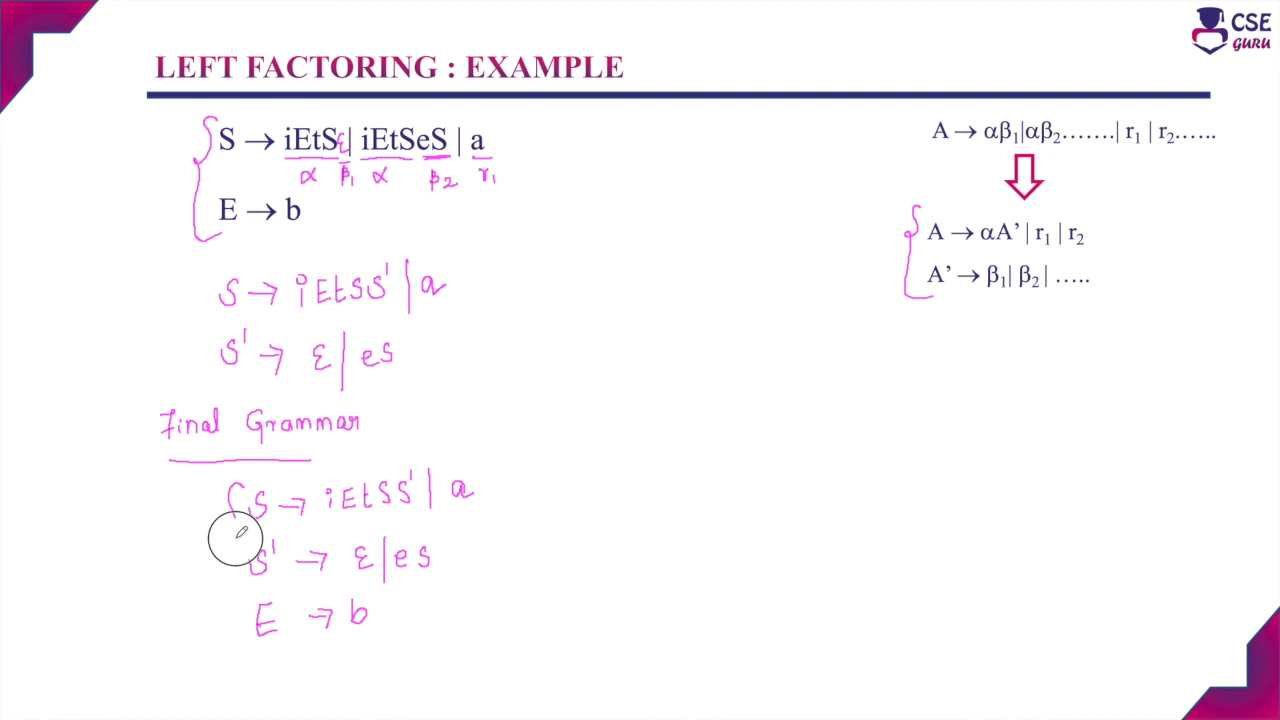 CSE
GURU
LEFT FACTORING : EXAMPLE
S → iEtS ε | iEtSeS | a
α β1 α β2 r1
E → b
S → iEtSS' | a
S' → ε | eS
Final Grammar
S → iEtSS' | a
S' → ε | eS
E → b
A → αβ1|αβ2.......| r1 | r2......
A → αA’ | r1 | r2
A’ → β1| β2 | .....